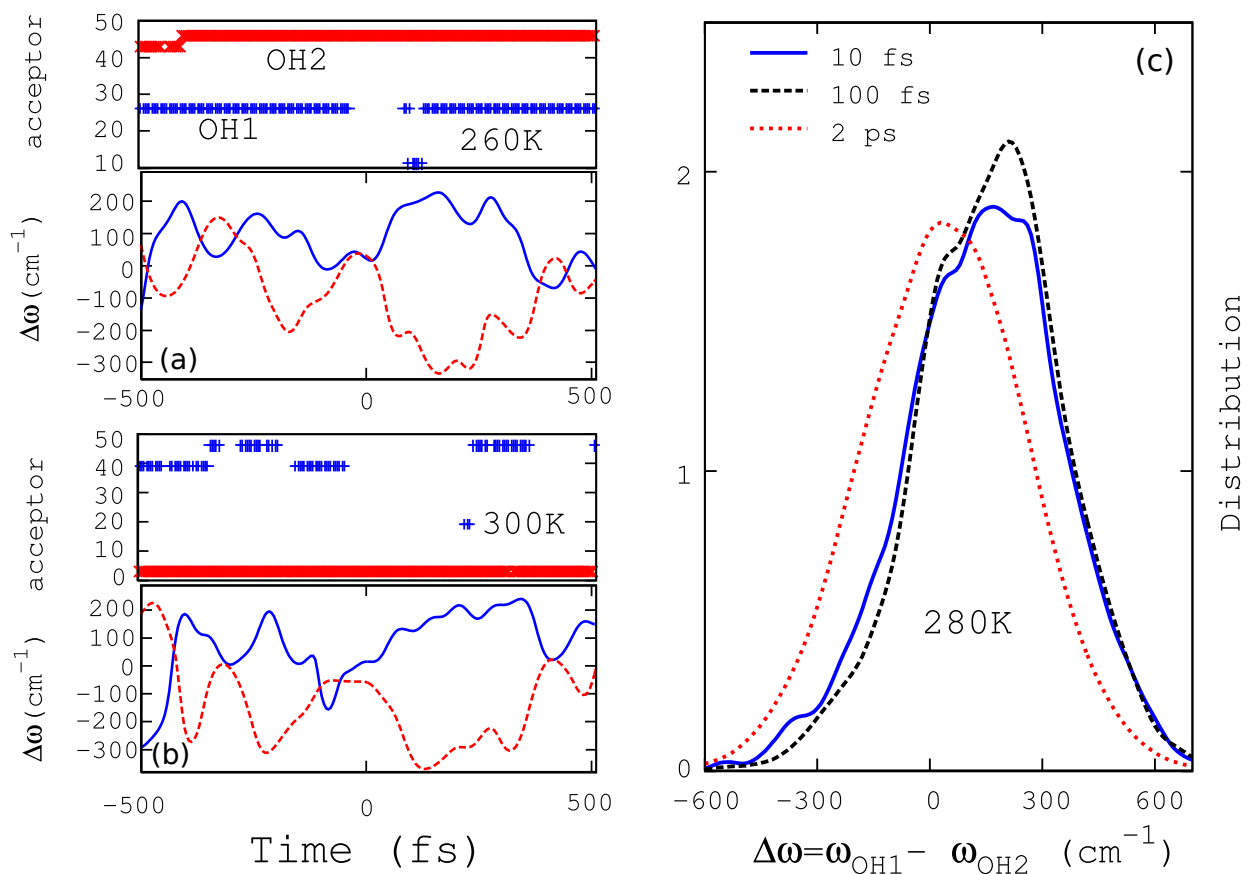 acceptor
50
40
30
20
10
OH2
OH1
260K
Δω(cm⁻¹)
200
100
0
−100
−200
−300
(a)
−500
0
500
acceptor
50
40
30
20
10
0
300K
Δω(cm⁻¹)
200
100
0
−100
−200
−300
(b)
−500
0
500
Time (fs)
(c)
10 fs
100 fs
2 ps
2
1
0
280K
Distribution
−600
−300
0
300
600
Δω=ω_OH1− ω_OH2 (cm⁻¹)